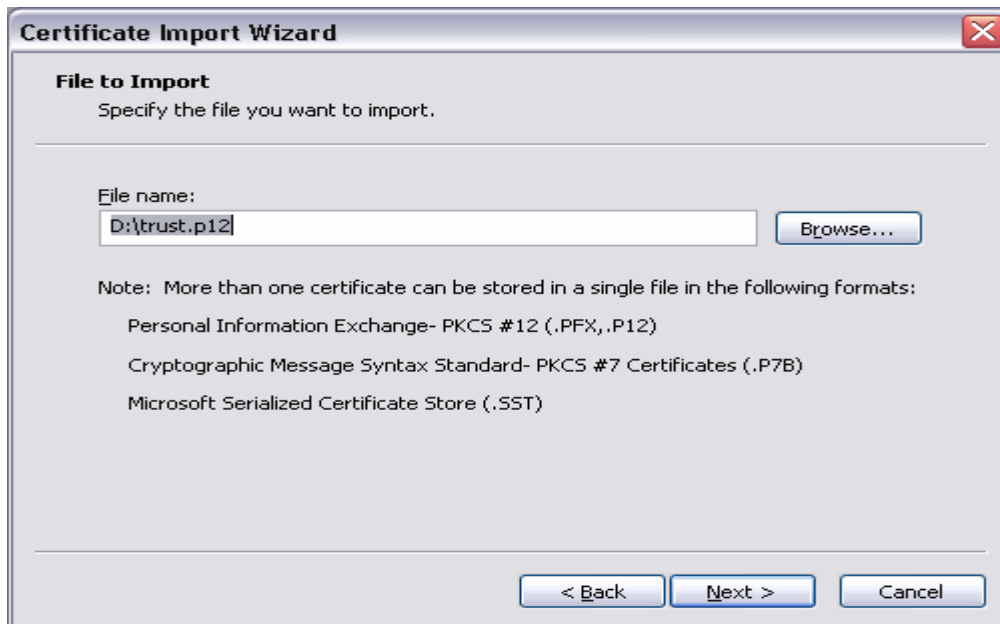 Certificate Import Wizard
File to Import
Specify the file you want to import.
File name:
D:\trust.p12
Browse...
Note: More than one certificate can be stored in a single file in the following formats:
Personal Information Exchange- PKCS #12 (.PFX,.P12)
Cryptographic Message Syntax Standard- PKCS #7 Certificates (.P7B)
Microsoft Serialized Certificate Store (.SST)
< Back Next > Cancel